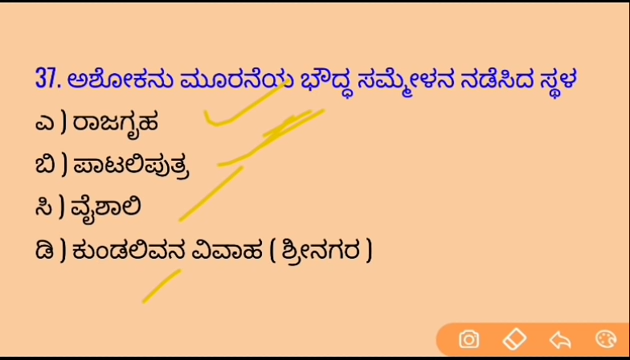 37. ಅಶೋಕನು ಮೂರನೆಯ ಭೌದ್ಧ ಸಮ್ಮೇಳನ ನಡೆಸಿದ ಸ್ಥಳ
ಎ ) ರಾಜಗೃಹ
ಬಿ ) ಪಾಟಲಿಪುತ್ರ
ಸಿ ) ವೈಶಾಲಿ
ಡಿ ) ಕುಂಡಲಿವನ ವಿವಾಹ ( ಶ್ರೀನಗರ )